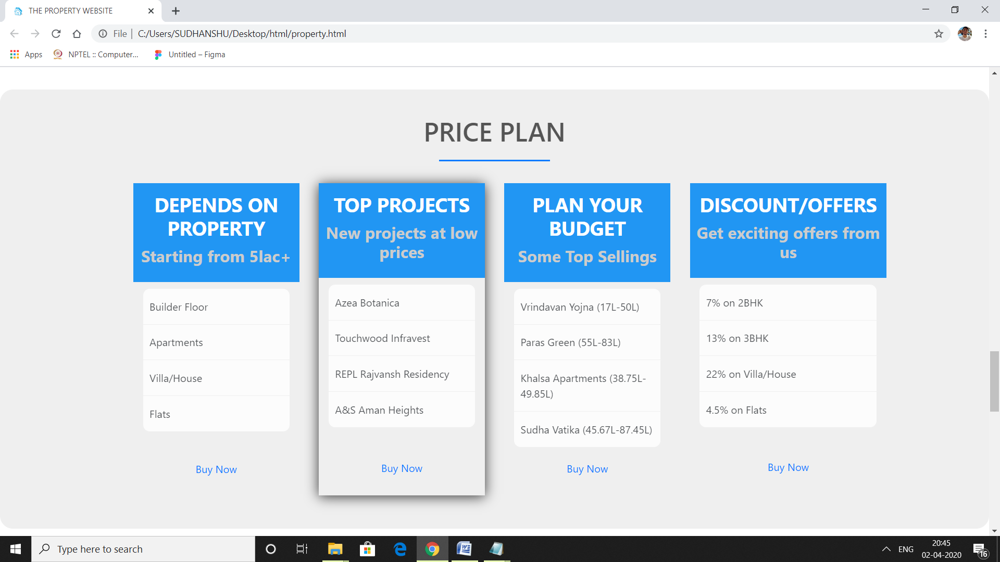 THE PROPERTY WEBSITE
File | C:/Users/SUDHANSHU/Desktop/html/property.html
Apps
NPTEL :: Computer...
Untitled – Figma
PRICE PLAN
DEPENDS ON
PROPERTY
Starting from 5lac+
Builder Floor
Apartments
Villa/House
Flats
Buy Now
TOP PROJECTS
New projects at low
prices
Azea Botanica
Touchwood Infravest
REPL Rajvansh Residency
A&S Aman Heights
Buy Now
PLAN YOUR
BUDGET
Some Top Sellings
Vrindavan Yojna (17L-50L)
Paras Green (55L-83L)
Khalsa Apartments (38.75L-
49.85L)
Sudha Vatika (45.67L-87.45L)
Buy Now
DISCOUNT/OFFERS
Get exciting offers from
us
7% on 2BHK
13% on 3BHK
22% on Villa/House
4.5% on Flats
Buy Now
Type here to search
ENG
20:45
02-04-2020
16